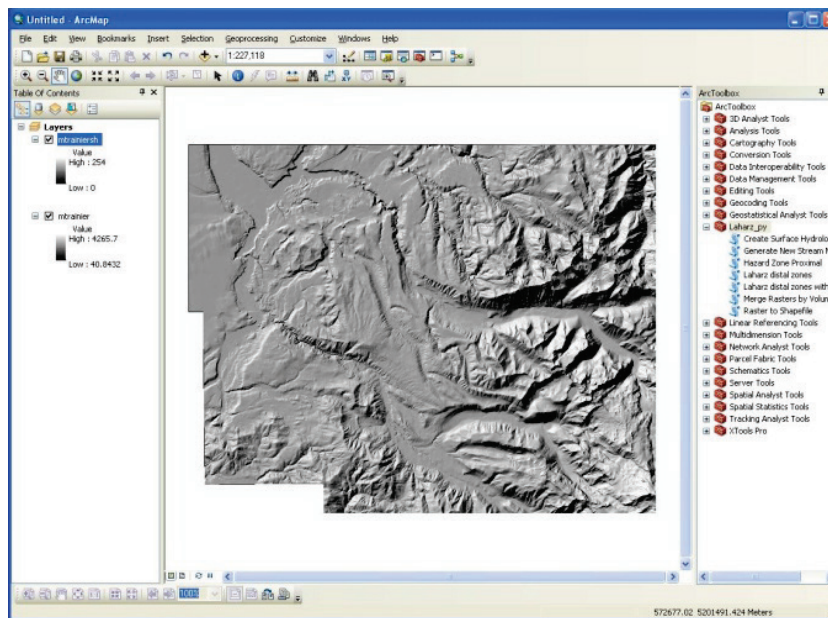 Untitled - ArcMap
File Edit View Bookmarks Insert Selection Geoprocessing Customize Windows Help
1:227,118
Table Of Contents
Layers
mtrainiersh
Value
High : 254
Low : 0
mtrainier
Value
High : 4265.7
Low : 40.8432
ArcToolbox
ArcToolbox
3D Analyst Tools
Analysis Tools
Cartography Tools
Conversion Tools
Data Interoperability Tools
Data Management Tools
Editing Tools
Geocoding Tools
Geostatistical Analyst Tools
Laharz_py
Create Surface Hydrolo
Generate New Stream N
Hazard Zone Proximal
Laharz distal zones
Laharz distal zones with
Merge Rasters by Volum
Raster to Shapefile
Linear Referencing Tools
Multidimension Tools
Network Analyst Tools
Parcel Fabric Tools
Schematics Tools
Server Tools
Spatial Analyst Tools
Spatial Statistics Tools
Tracking Analyst Tools
XTools Pro
100%
572677.02 5201491.424 Meters